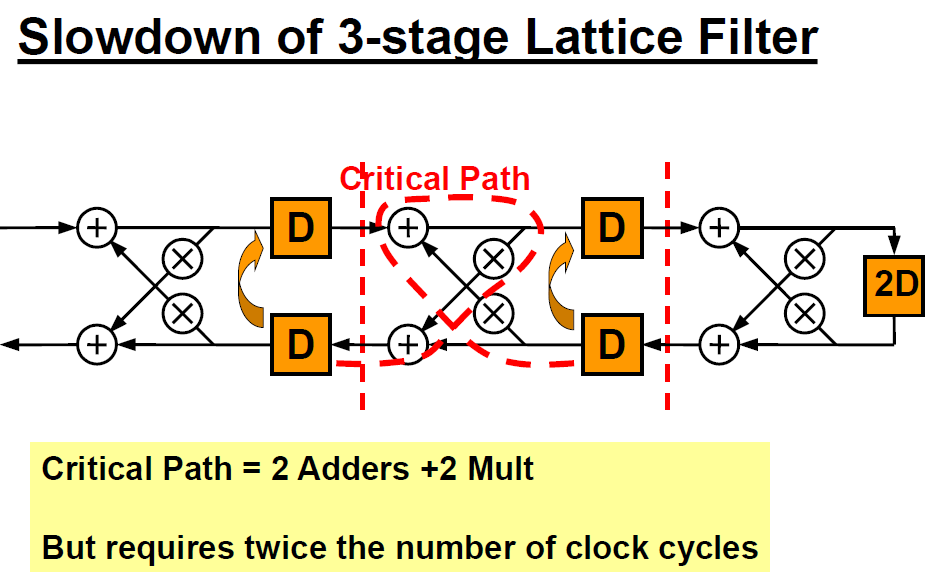 Slowdown of 3-stage Lattice Filter
Critical Path
D
D
2D
D
D
Critical Path = 2 Adders +2 Mult
But requires twice the number of clock cycles